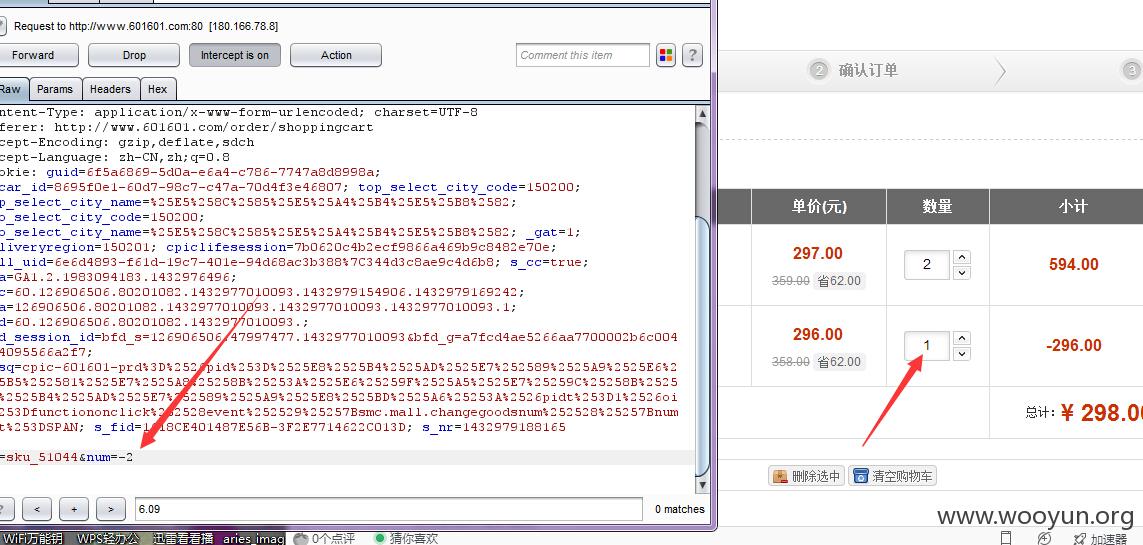 Request to http://www.601601.com:80 [180.166.78.8]
Forward Drop Intercept is on Action Comment this item ?
Raw Params Headers Hex
ntent-Type: application/x-www-form-urlencoded; charset=UTF-8
ferer: http://www.601601.com/order/shoppingcart
cept-Encoding: gzip,deflate,sdch
cept-Language: zh-CN,zh;q=0.8
okie: guid=6f5a6869-5d0a-e6a4-c786-7747a8d8998a;
car_id=8695f0e1-60d7-98c7-c47a-70d4f3e46807; top_select_city_code=150200;
p_select_city_name=%25E5%258C%2585%25E5%25A4%25B4%25E5%25B8%2582;
o_select_city_code=150200;
o_select_city_name=%25E5%258C%2585%25E5%25A4%25B4%25E5%25B8%2582; _gat=1;
liveryregion=150201; cpiclifesession=7b0620c4b2ecf9866a469b9c8482e70e;
ll_uid=6e6d4893-f61d-19c7-401e-94d68ac3b388%7C344d3c8ae9c4d6b8; s_cc=true;
a=GA1.2.1983094183.1432976496;
c=60.126906506.80201082.1432977010093.1432979154906.1432979169242;
a=126906506.80201082.1432977010093.1432977010093.1432977010093.1;
d=60.126906506.80201082.1432977010093.;
d_session_id=bfd_s=126906506.47997477.1432977010093&bfd_g=a7fcd4ae5266aa7700002b6c004
4095566a2f7;
sq=cpic-601601-prd%3D%2526pid%253D%2525E8%2525B4%2525AD%2525E7%252589%2525A9%2525E6%2
5B5%252581%2525E7%2525A8%25258B%25253A%2525E6%25259F%2525A5%2525E7%25259C%25258B%2525
%2525B4%2525AD%2525E7%252589%2525A9%2525E8%2525BD%2525A6%25253A%2526pidt%253D1%2526oi
%253Dfunctiononclick%252528event%252529%25257Bsmc.mall.changegoodsnum%252528%25257Bnum
t%253DSPAN; s_fid=1618CE401487E56B-3F2E7714622C013D; s_nr=1432979188165
=sku_51044&num=-2
? < + > 6.09 0 matches
2 确认订单 3
单价(元) 数量 小计
297.00 2 594.00
359.00 省62.00
296.00 1 -296.00
358.00 省62.00
总计: ¥ 298.0
删除选中 清空购物车
www.wooyun.org
WiFi万能钥 WPS轻办公 迅雷看看播 aries_imag 0个点评 猜你喜欢 加速器